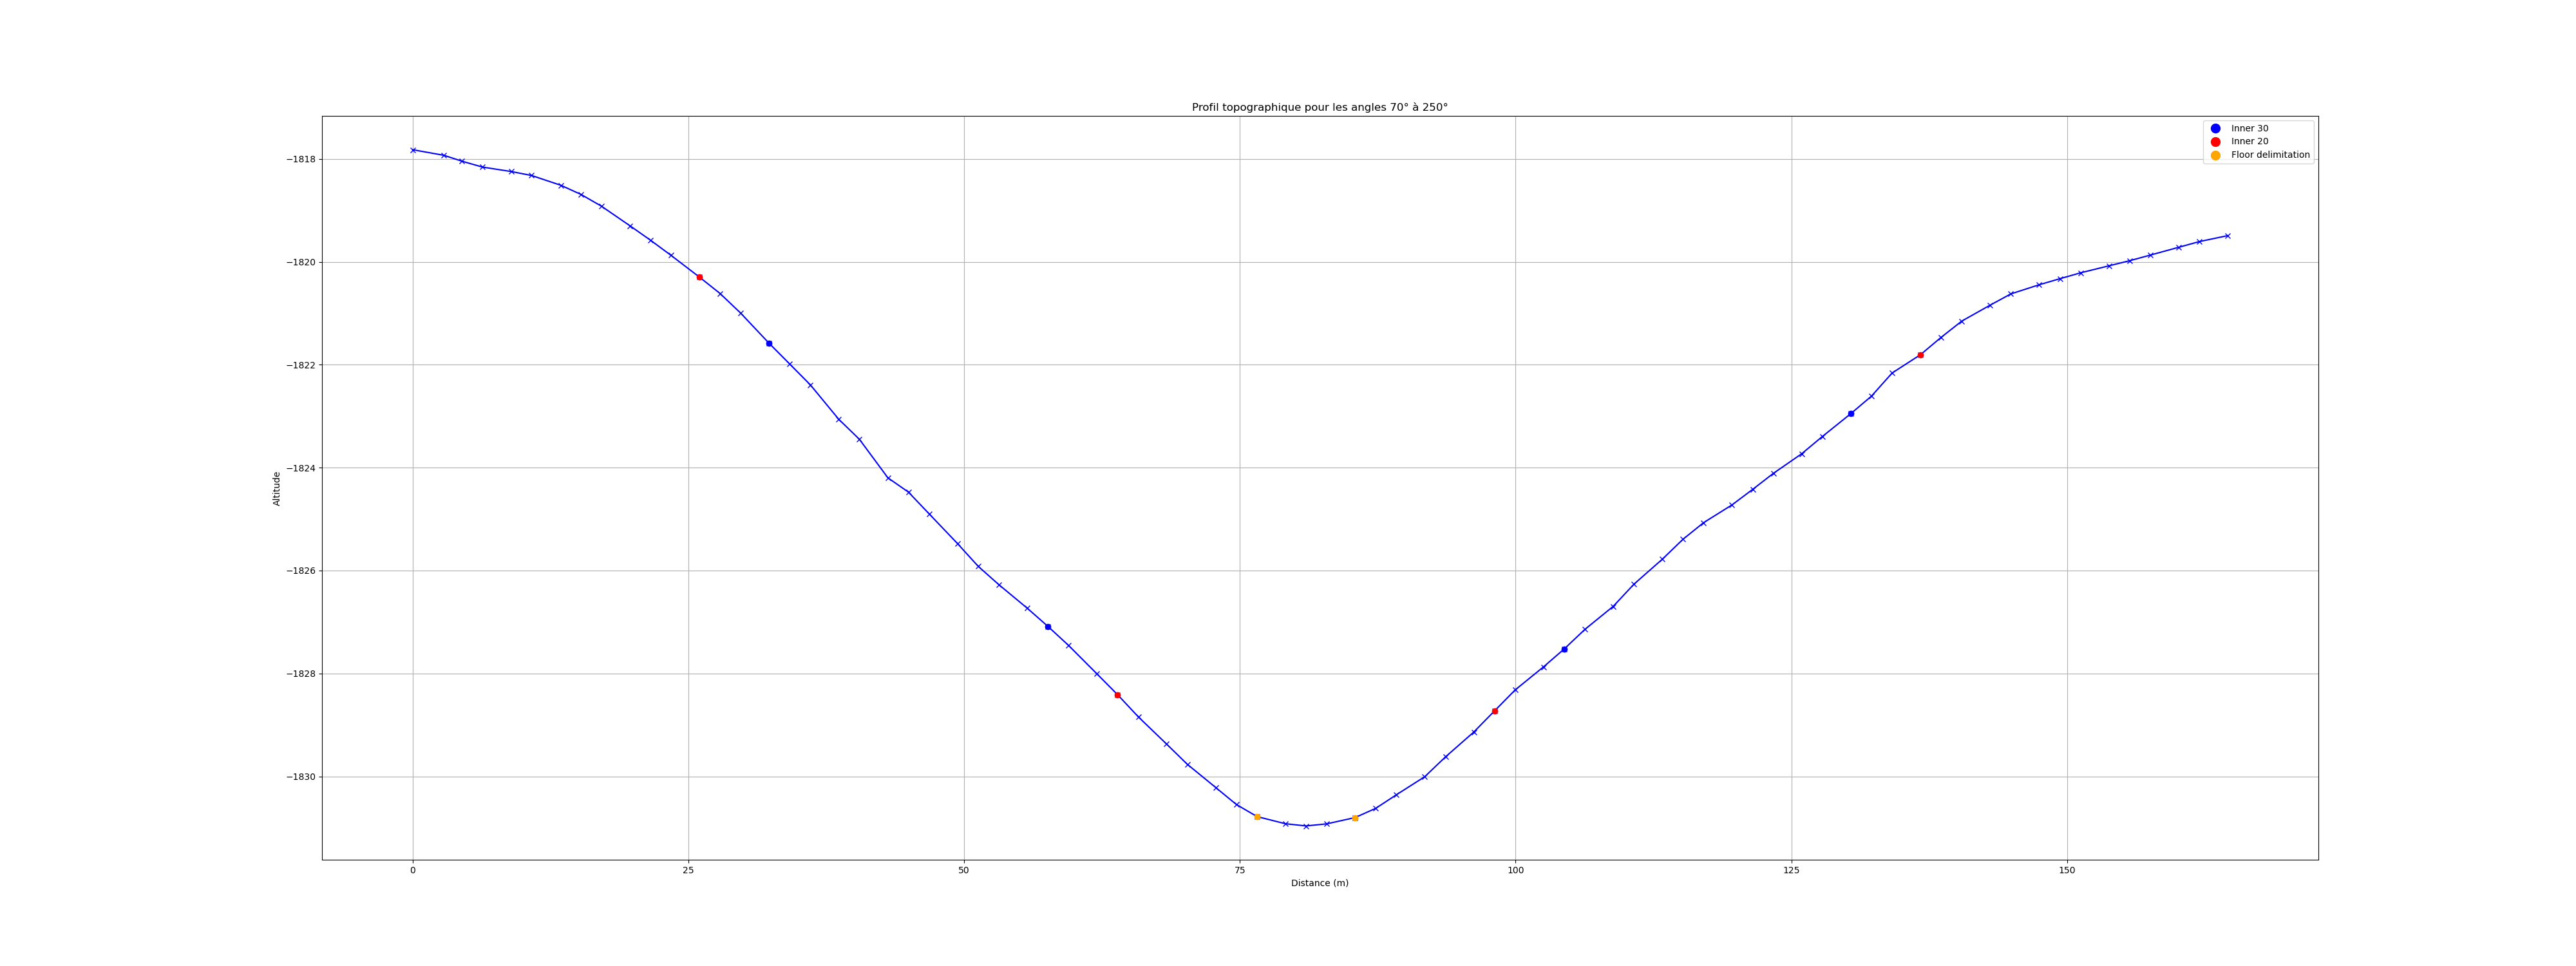 Profil topographique pour les angles 70° à 250°
Inner 30
Inner 20
Floor delimitation
−1818
−1820
−1822
−1824
−1826
−1828
−1830
Altitude
0 25 50 75 100 125 150
Distance (m)